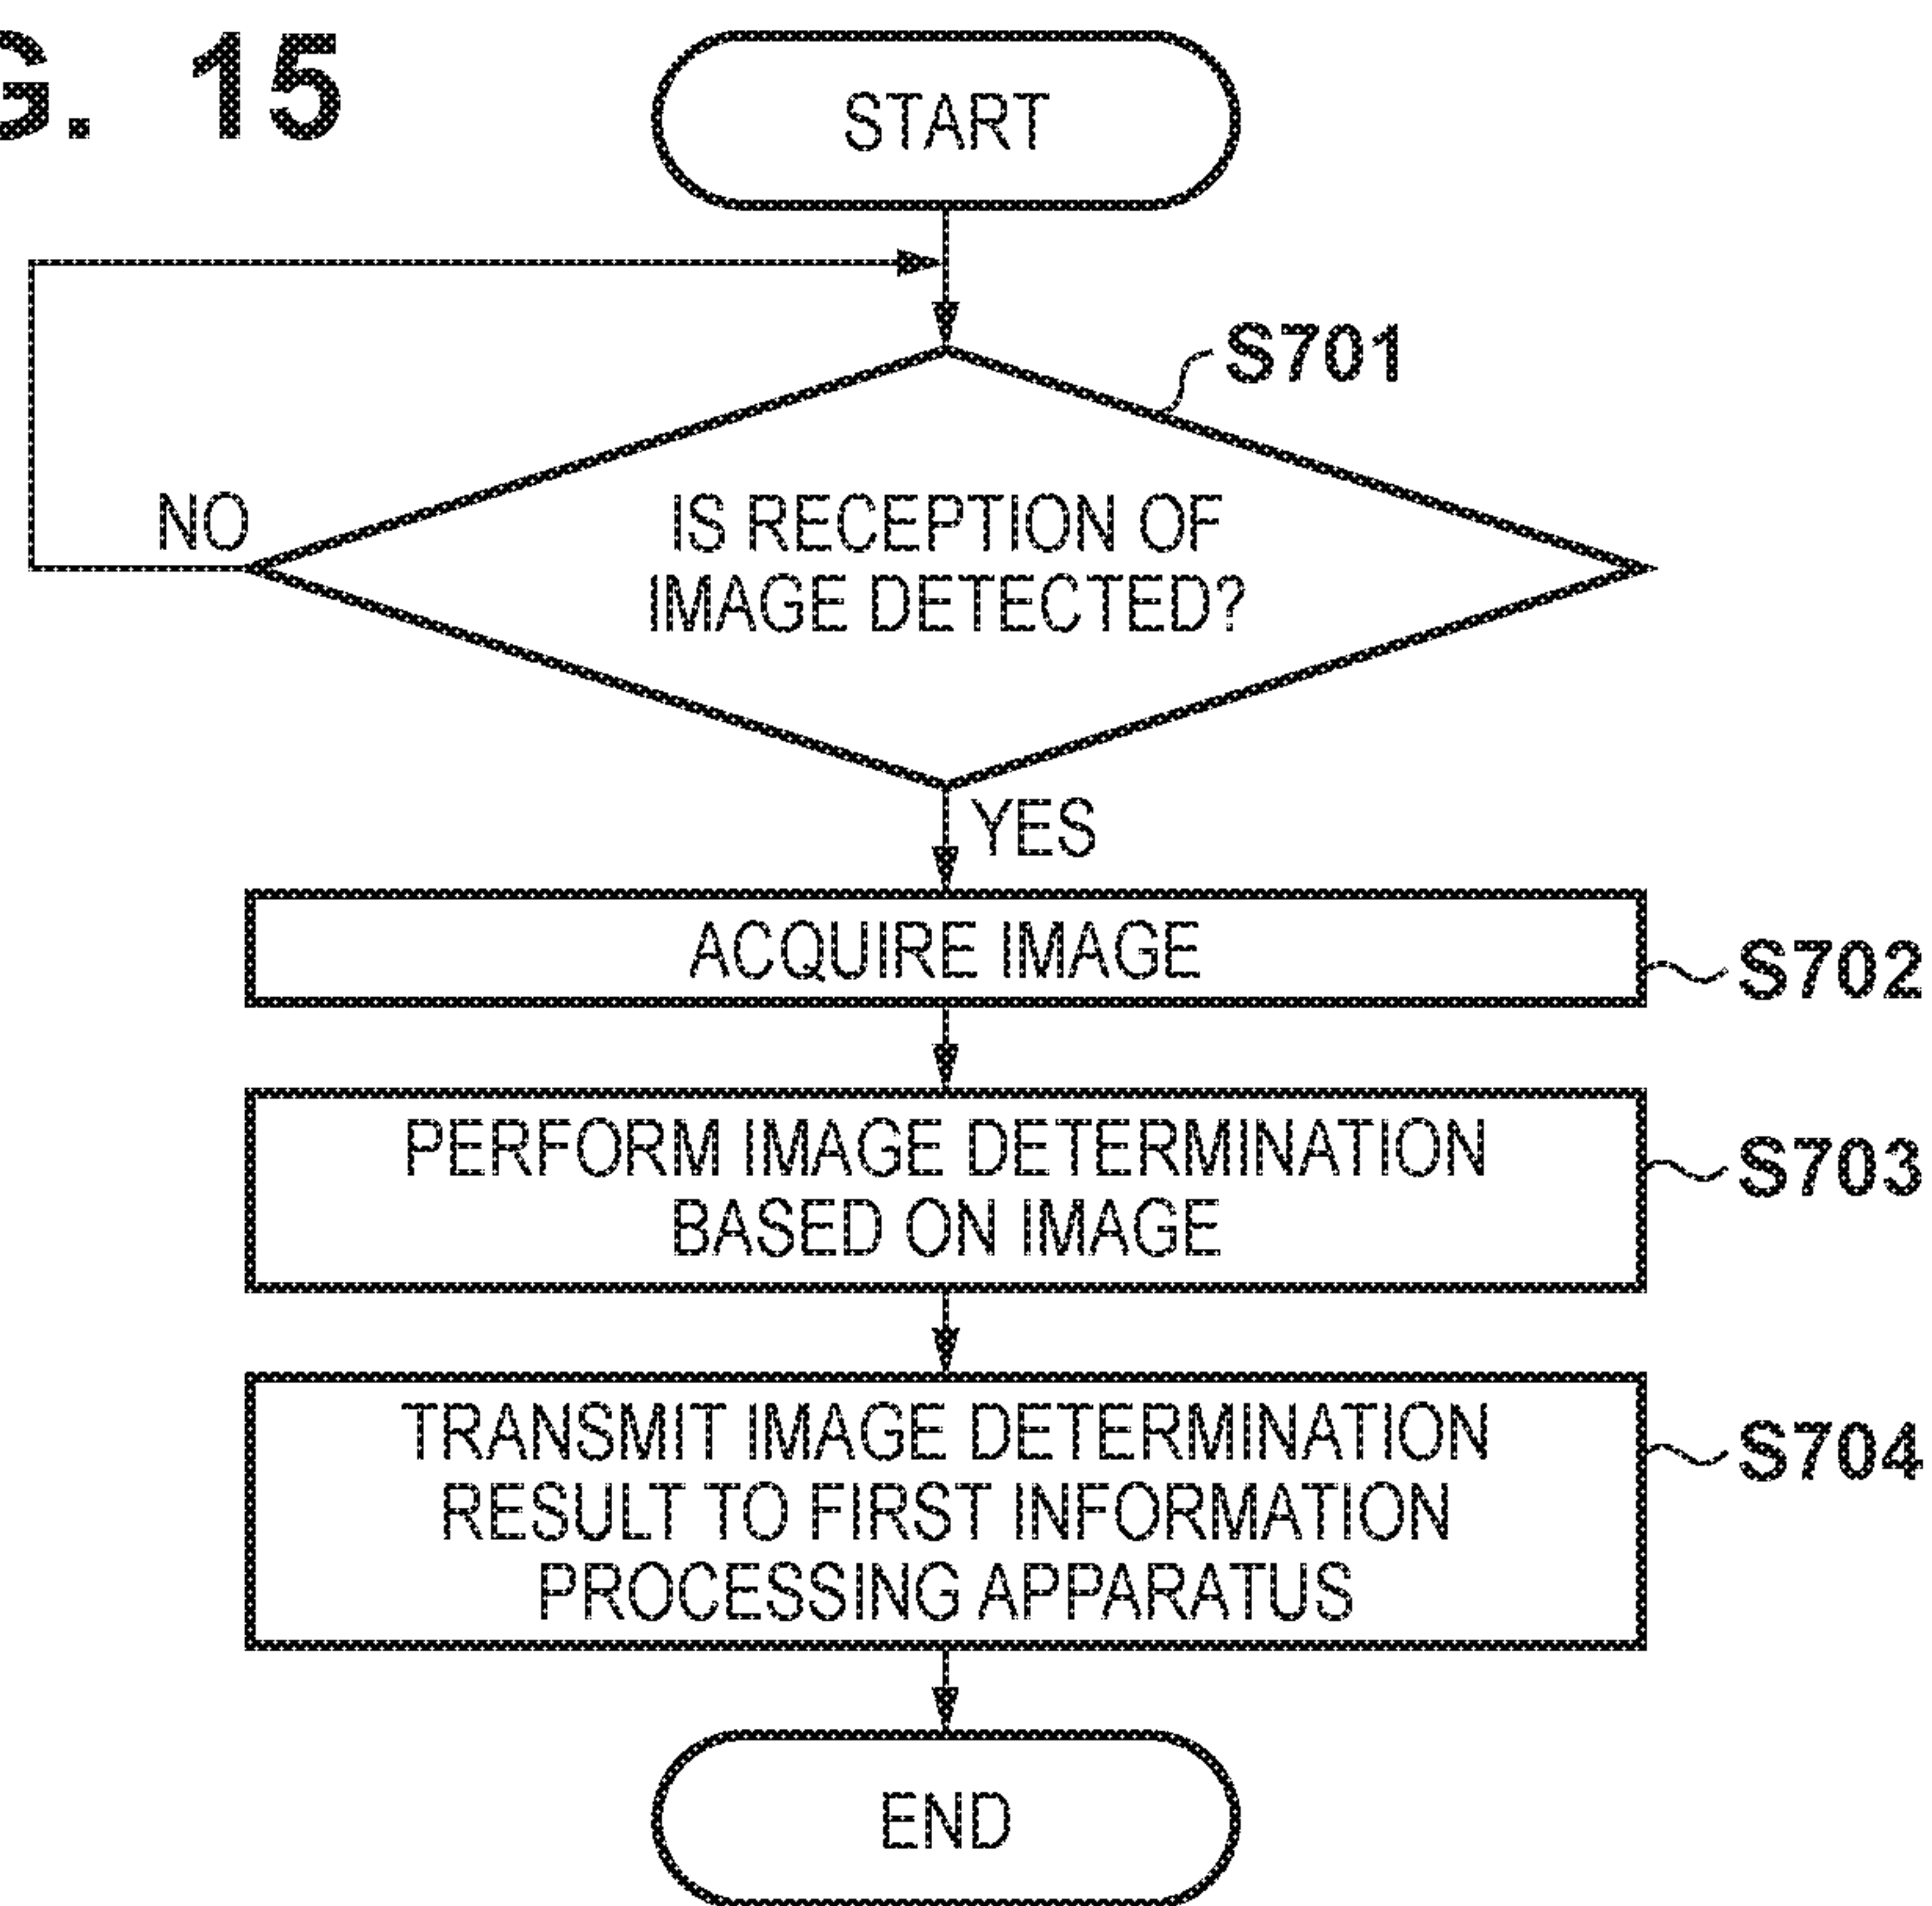 G. 15
START
S701
NO
IS RECEPTION OF
IMAGE DETECTED?
YES
ACQUIRE IMAGE
S702
PERFORM IMAGE DETERMINATION
BASED ON IMAGE
S703
TRANSMIT IMAGE DETERMINATION
RESULT TO FIRST INFORMATION
PROCESSING APPARATUS
S704
END